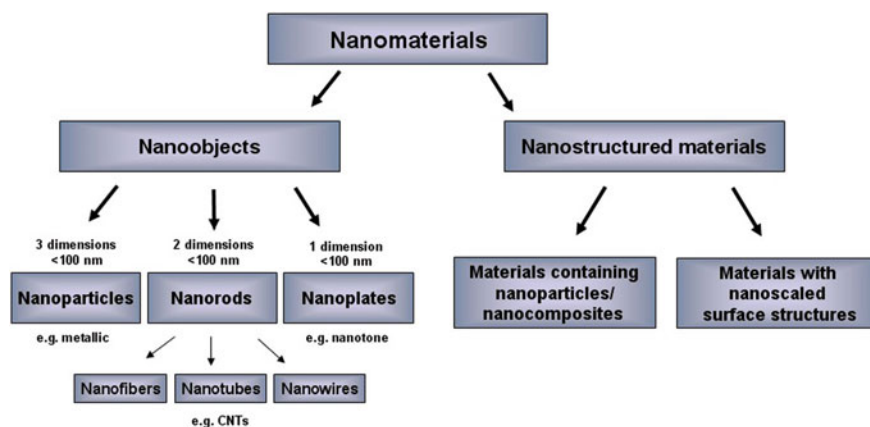 Nanomaterials
Nanoobjects
Nanostructured materials
3 dimensions
<100 nm
2 dimensions
<100 nm
1 dimension
<100 nm
Nanoparticles
Nanorods
Nanoplates
Materials containing
nanoparticles/
nanocomposites
Materials with
nanoscaled
surface structures
e.g. metallic
e.g. nanotone
Nanofibers
Nanotubes
Nanowires
e.g. CNTs